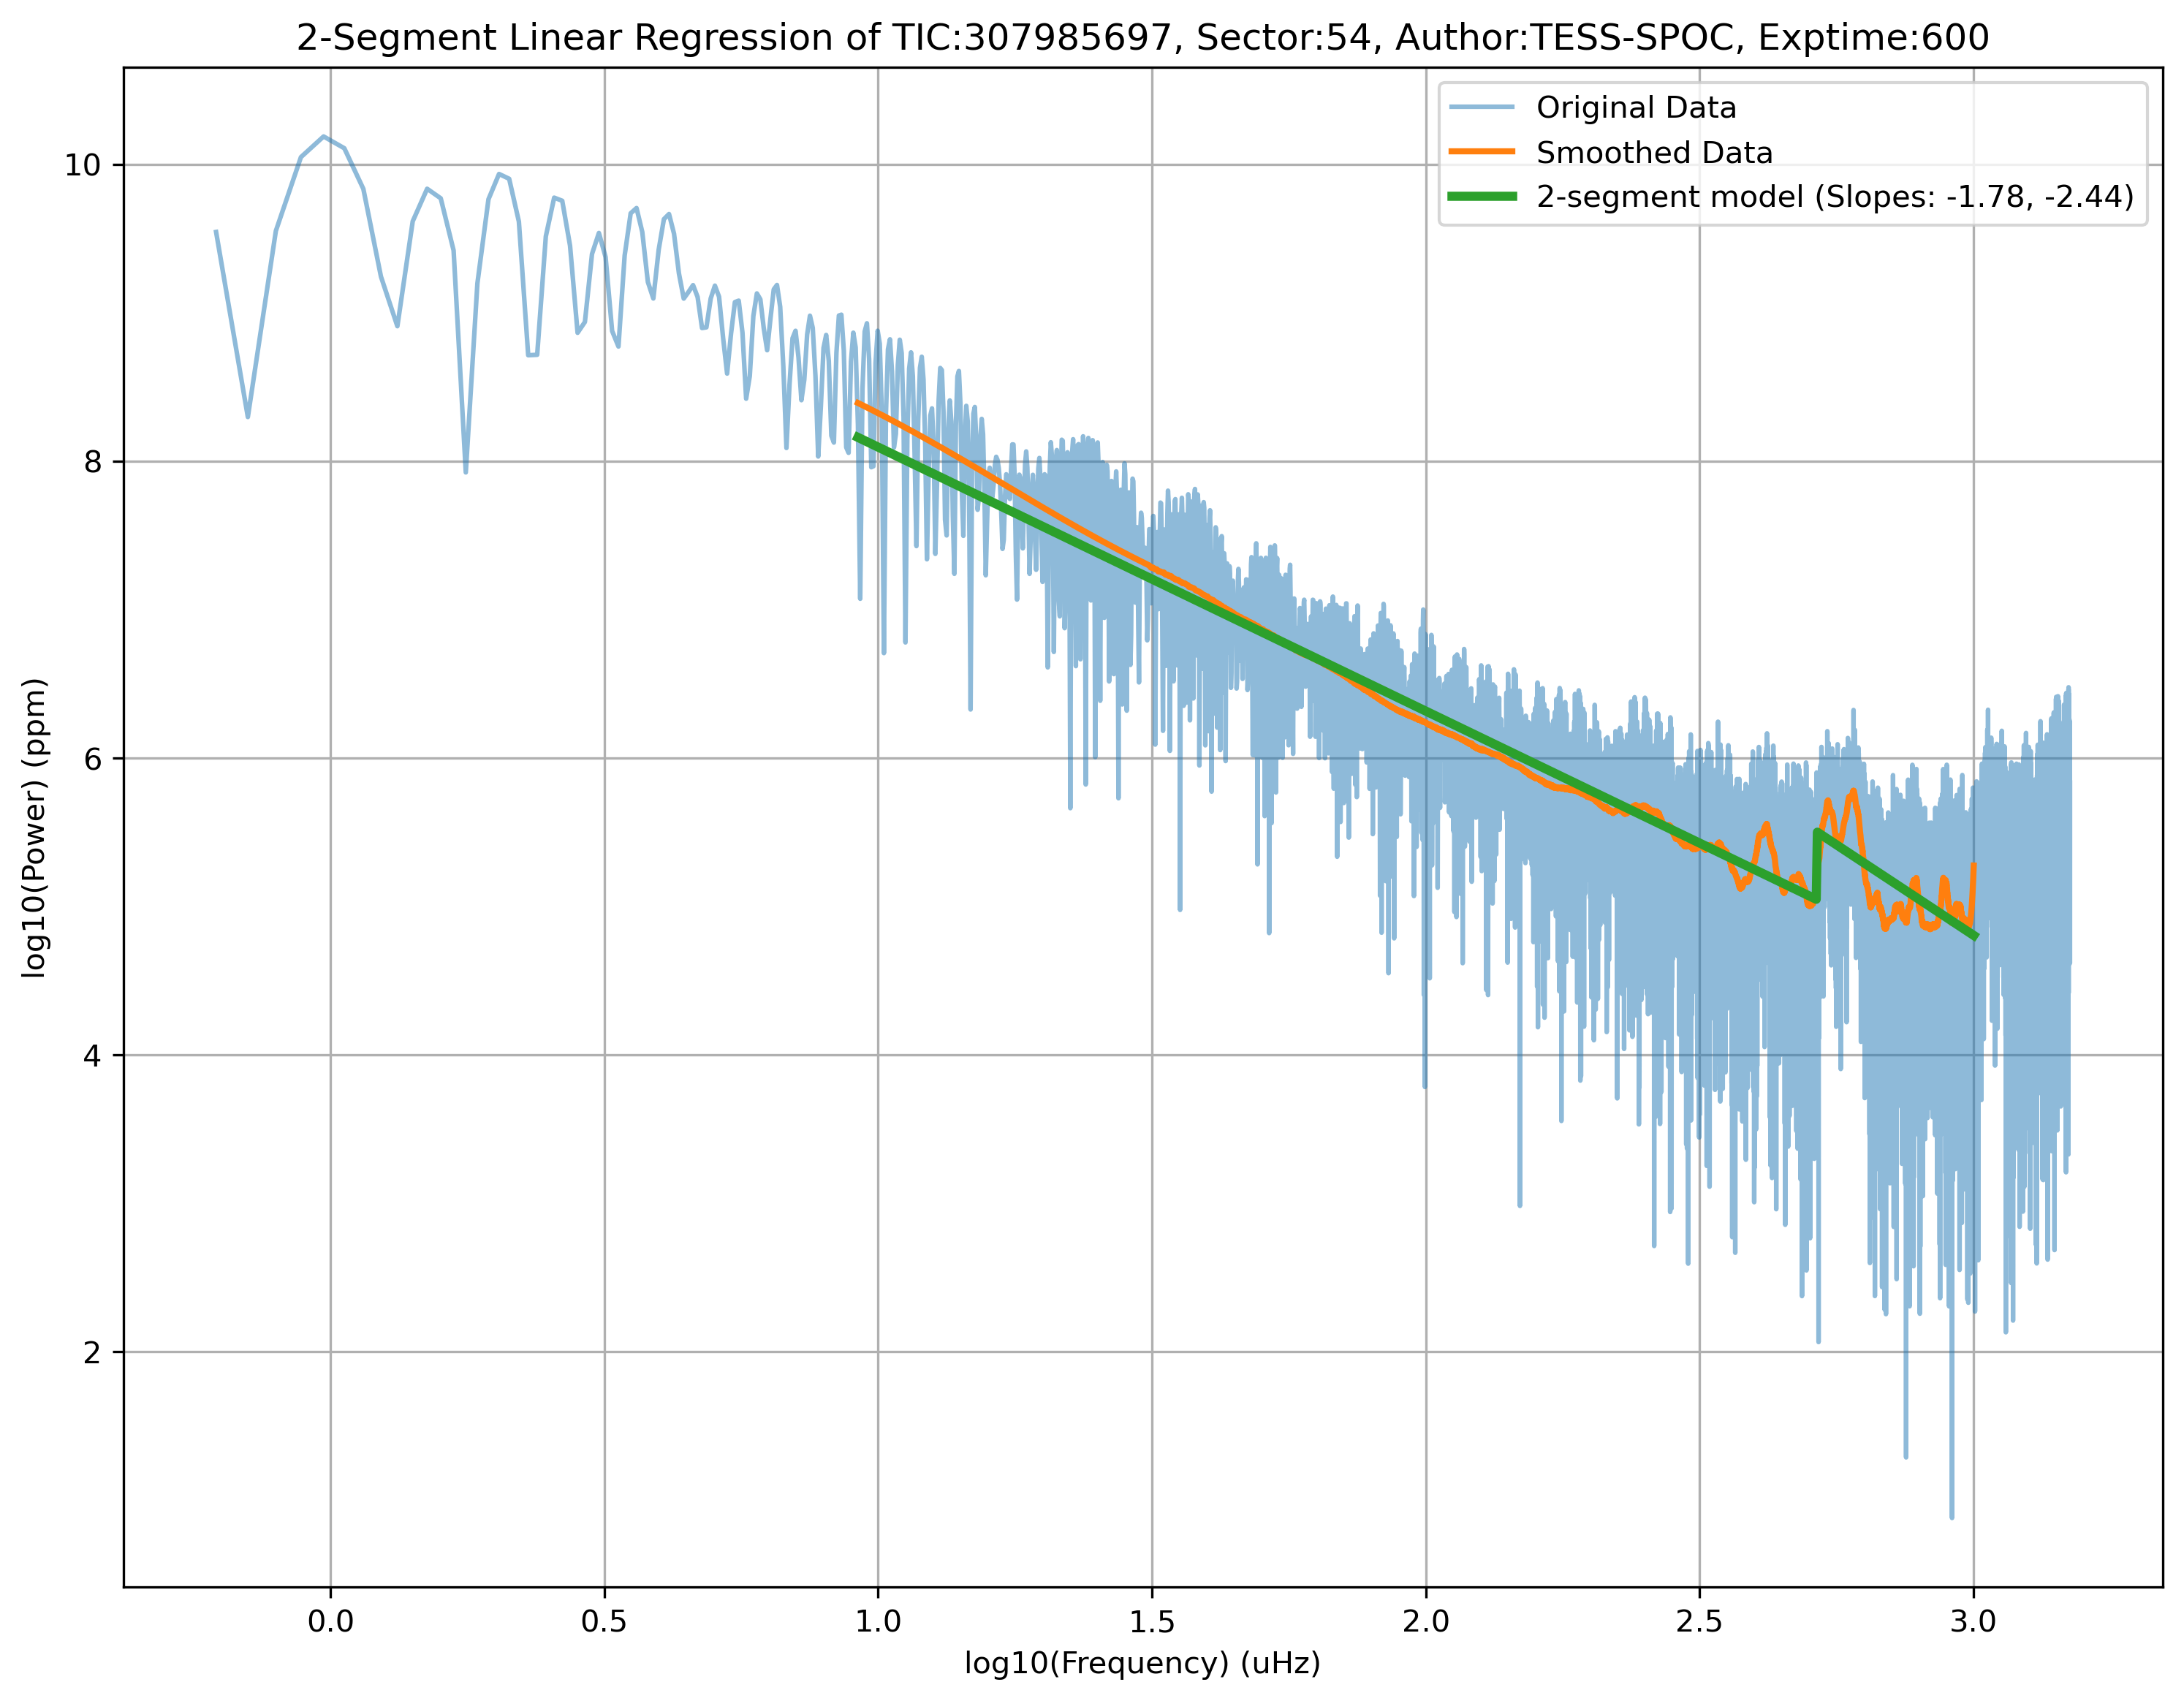 2-Segment Linear Regression of TIC:307985697, Sector:54, Author:TESS-SPOC, Exptime:600
Original Data
Smoothed Data
2-segment model (Slopes: -1.78, -2.44)
log10(Power) (ppm)
10
8
6
4
2
0.0 0.5 1.0 1.5 2.0 2.5 3.0
log10(Frequency) (uHz)